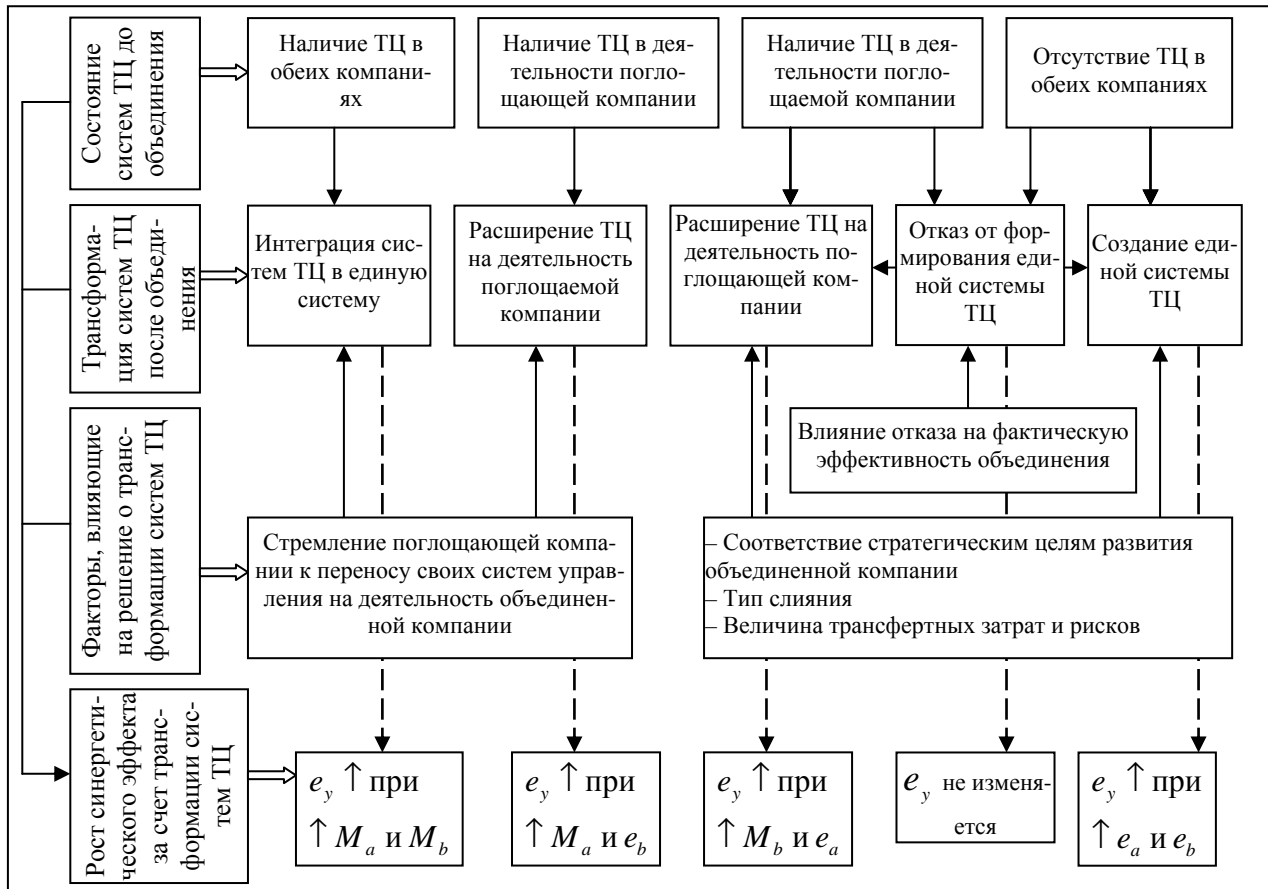 Состояние
систем ТЦ до
объединения
Наличие ТЦ в
обеих компани-
ях
Наличие ТЦ в дея-
тельности погло-
щающей компании
Наличие ТЦ в дея-
тельности погло-
щаемой компании
Отсутствие ТЦ в
обеих компаниях
Трансформа-
ция систем ТЦ
после объеди-
нения
Интеграция сис-
тем ТЦ в единую
систему
Расширение ТЦ
на деятельность
поглощаемой
компании
Расширение ТЦ на
деятельность по-
глощающей ком-
пании
Отказ от фор-
мирования еди-
ной системы
ТЦ
Создание еди-
ной системы
ТЦ
Факторы, влияющие
на решение о транс-
формации систем ТЦ
Влияние отказа на фактическую
эффективность объединения
Стремление поглощающей компа-
нии к переносу своих систем управ-
ления на деятельность объединен-
ной компании
– Соответствие стратегическим целям развития
объединенной компании
– Тип слияния
– Величина трансфертных затрат и рисков
Рост синергети-
ческого эффекта
за счет транс-
формации сис-
тем ТЦ
e_y ↑ при
↑ M_a и M_b
e_y ↑ при
↑ M_a и e_b
e_y ↑ при
↑ M_b и e_a
e_y не изменя-
ется
e_y ↑ при
↑ e_a и e_b